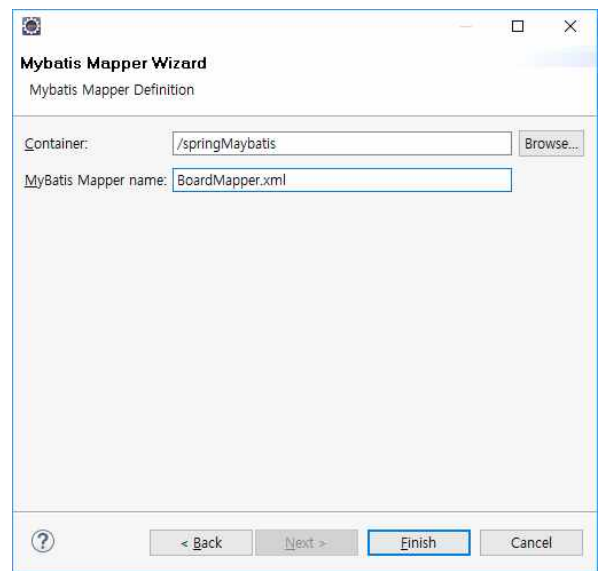 Mybatis Mapper Wizard
Mybatis Mapper Definition
Container: /springMaybatis Browse...
MyBatis Mapper name: BoardMapper.xml
? < Back Next > Finish Cancel